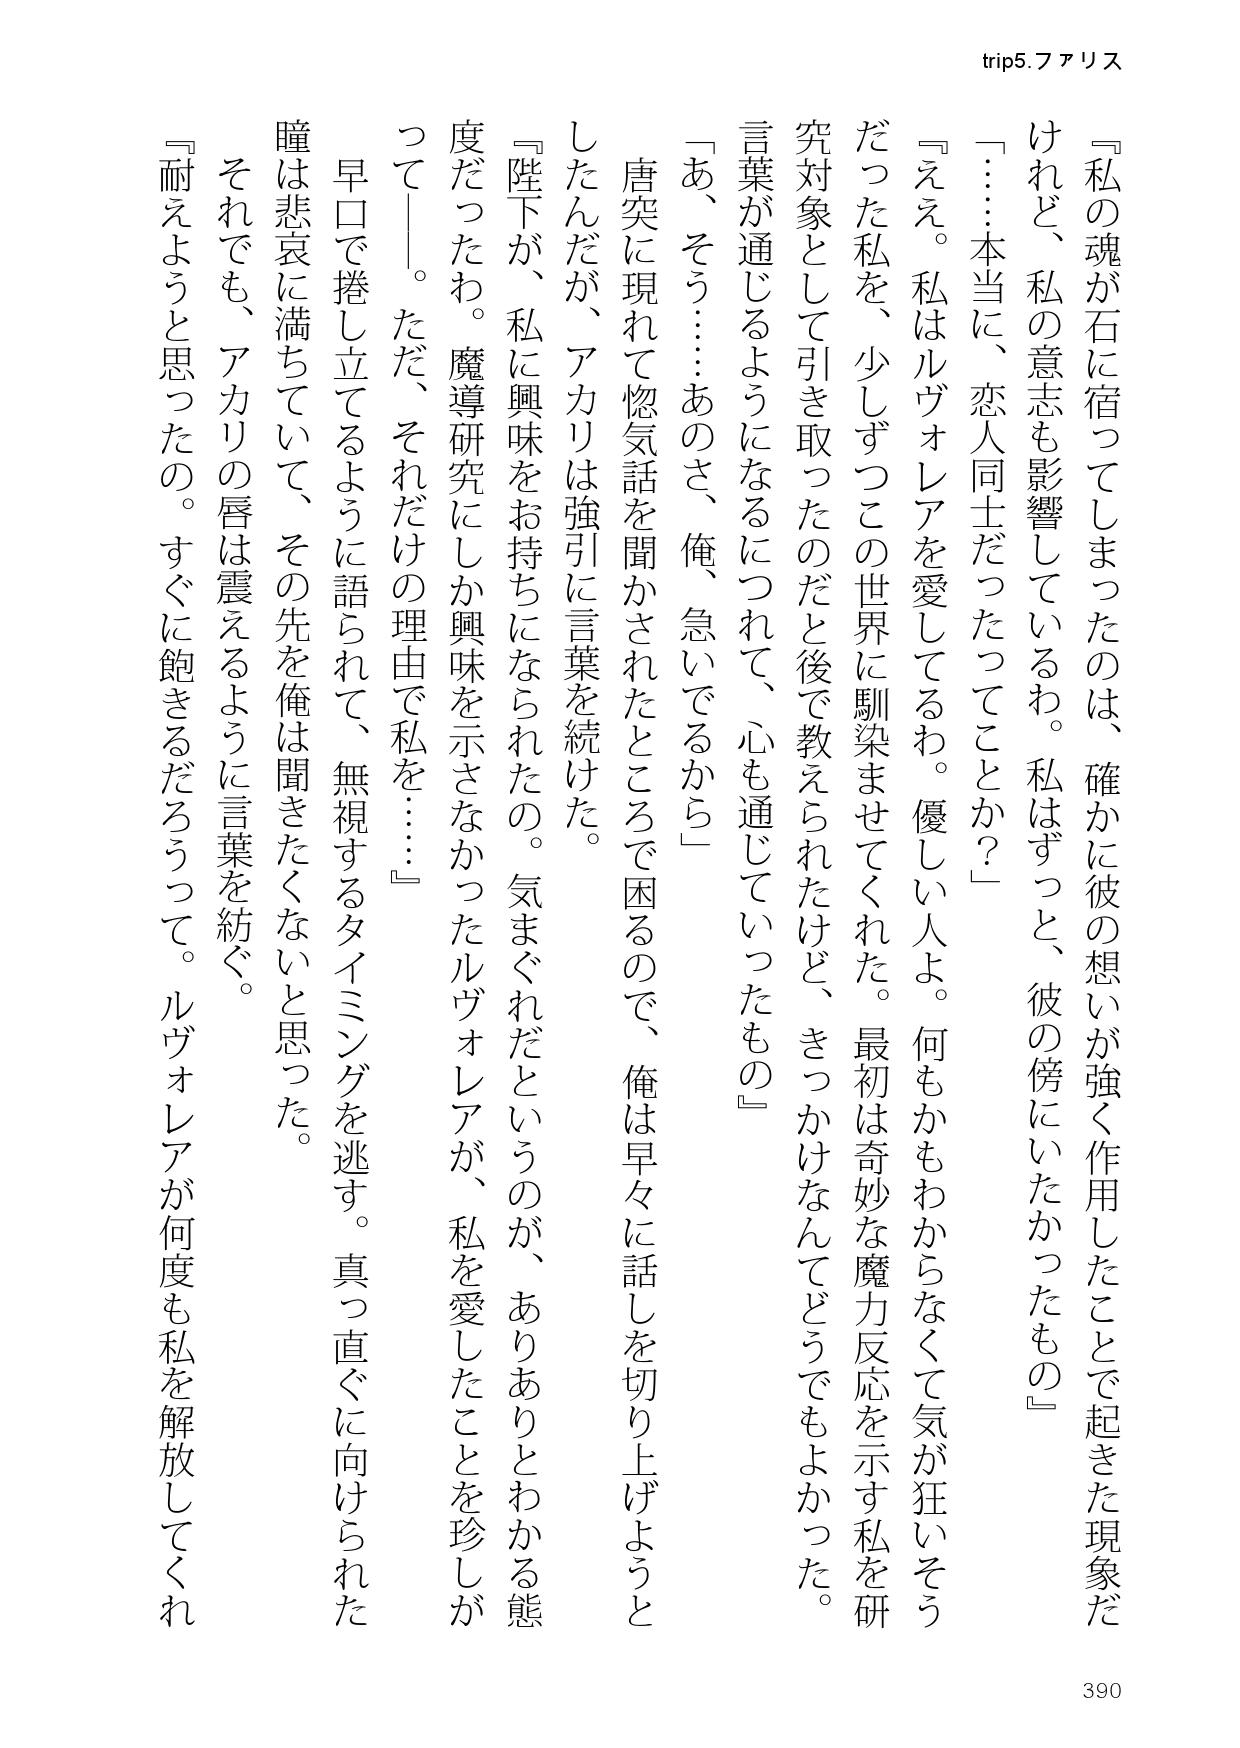 trip5.ファリス
『私の魂が石に宿ってしまったのは、確かに彼の想いが強く作用したことで起きた現象だ
けれど、私の意志も影響しているわ。私はずっと、彼の傍にいたかったもの』
「……本当に、恋人同士だったってことか？」
『ええ。私はルヴォレアを愛してるわ。優しい人よ。何もかもわからなくて気が狂いそう
だった私を、少しずつこの世界に馴染ませてくれた。最初は奇妙な魔力反応を示す私を研
究対象として引き取ったのだと後で教えられたけど、きっかけなんてどうでもよかった。
言葉が通じるようになるにつれて、心も通じていったもの』
「あ、そう……あのさ、俺、急いでるから」
唐突に現れて惚気話を聞かされたところで困るので、俺は早々に話しを切り上げようと
したんだが、アカリは強引に言葉を続けた。
『陛下が、私に興味をお持ちになられたの。気まぐれだというのが、ありありとわかる態
度だったわ。魔導研究にしか興味を示さなかったルヴォレアが、私を愛したことを珍しが
って――。ただ、それだけの理由で私を……』
早口で捲し立てるように語られて、無視するタイミングを逃す。真っ直ぐに向けられた
瞳は悲哀に満ちていて、その先を俺は聞きたくないと思った。
それでも、アカリの唇は震えるように言葉を紡ぐ。
『耐えようと思ったの。すぐに飽きるだろうって。ルヴォレアが何度も私を解放してくれ
390